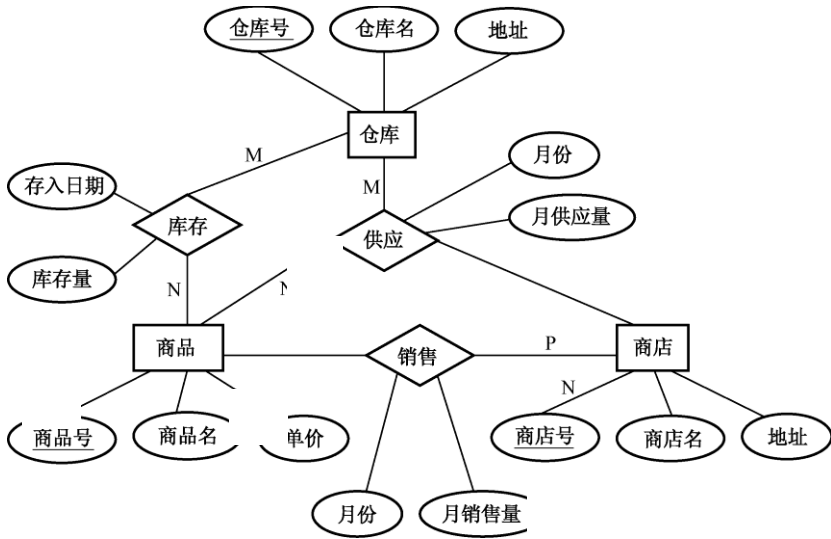 仓库号
仓库名
地址
仓库
M
M
月份
存入日期
月供应量
库存
供应
库存量
N
商品
销售
P
商店
N
商品号
商品名
单价
商店号
商店名
地址
月份
月销售量